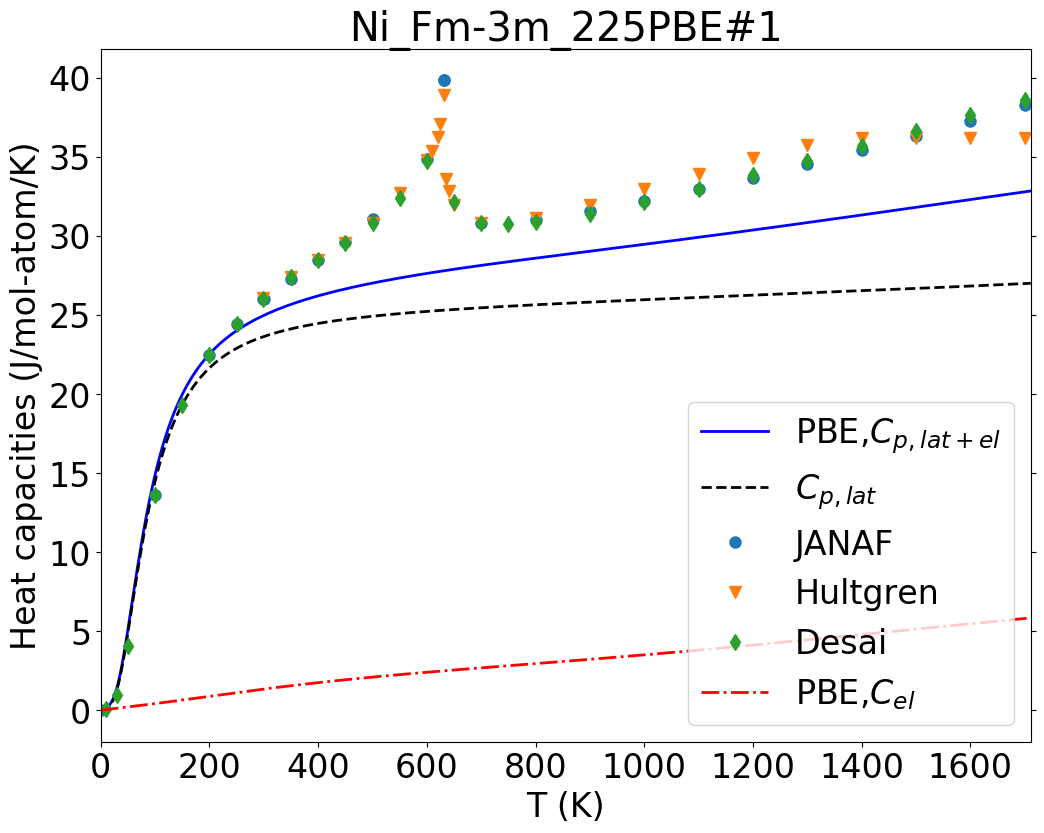 Ni_Fm-3m_225PBE#1
Heat capacities (J/mol-atom/K)
40
35
30
25
20
15
10
5
0
PBE,C_{p,lat+el}
C_{p,lat}
JANAF
Hultgren
Desai
PBE,C_{el}
0 200 400 600 800 1000 1200 1400 1600
T (K)